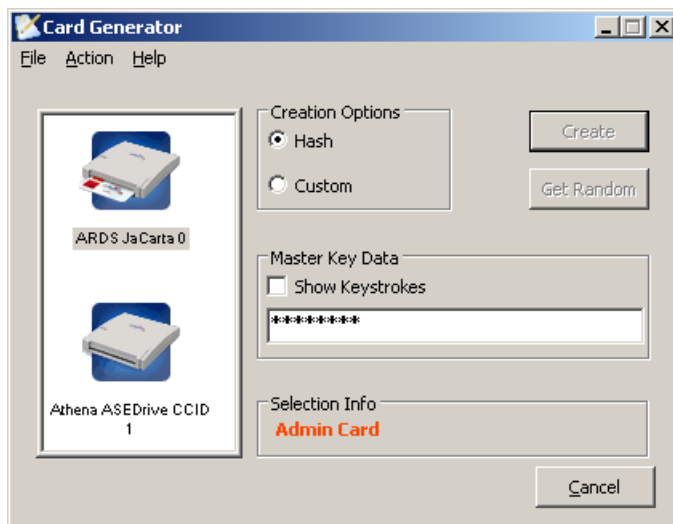 Card Generator
File Action Help
ARDS JaCarta 0
Athena ASEDrive CCID
1
Creation Options
Hash
Custom
Create
Get Random
Master Key Data
Show Keystrokes
********
Selection Info
Admin Card
Cancel